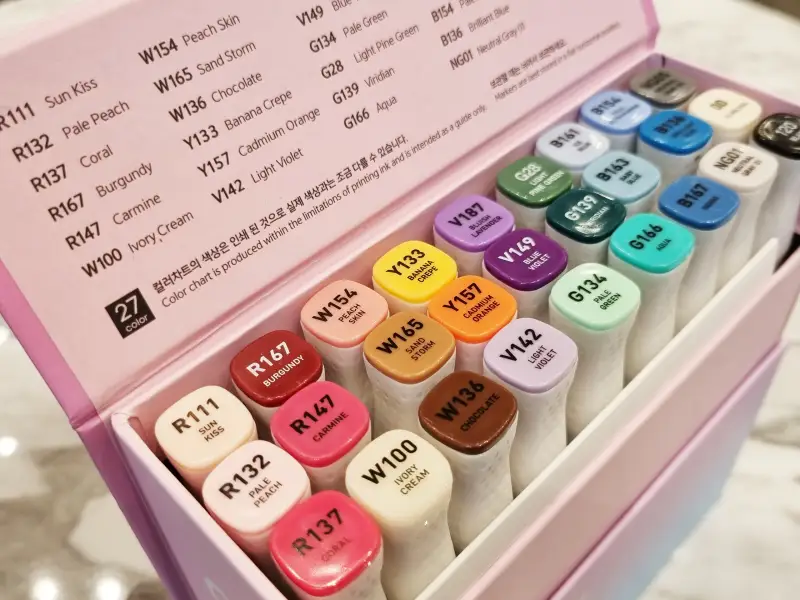 R111 Sun Kiss
R132 Pale Peach
R137 Coral
R167 Burgundy
R147 Carmine
W100 Ivory Cream
W154 Peach Skin
W165 Sand Storm
W136 Chocolate
Y133 Banana Crepe
Y157 Cadmium Orange
V142 Light Violet
V149 Blue
G134 Pale Green
G28 Light Pine Green
G139 Viridian
G166 Aqua
B154
B136 Brilliant Blue
NG01 Neutral Gray 01
27
color
컬러차트의 색상은 인쇄 된 것으로 실제 색상과는 조금 다를 수 있습니다.
Color chart is produced within the limitations of printing ink and is intended as a guide only.
R111
SUN
KISS
R132
PALE
PEACH
R137
CORAL
R167
BURGUNDY
R147
CARMINE
W100
IVORY
CREAM
W154
PEACH
SKIN
W165
SAND
STORM
W136
CHOCOLATE
Y133
BANANA
CREPE
Y157
CADMIUM
ORANGE
V142
LIGHT
VIOLET
V187
BLUISH
LAVENDER
V149
BLUE
VIOLET
G134
PALE
GREEN
G28
LIGHT
PINE GREEN
G139
VIRIDIAN
G166
AQUA
B161
B163
B167
B154
B136
NG01
NEUTRAL
GRAY 01
120